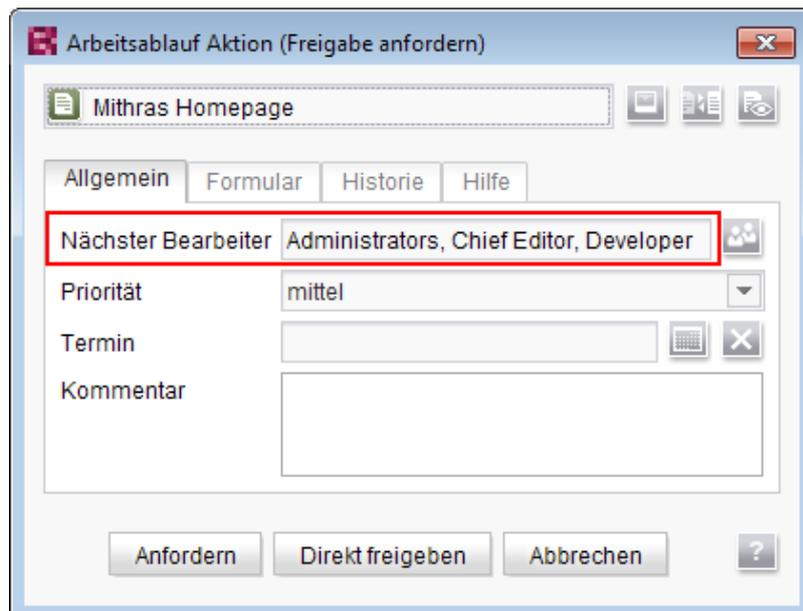 Arbeitsablauf Aktion (Freigabe anfordern)
Mithras Homepage
Allgemein Formular Historie Hilfe
Nächster Bearbeiter Administrators, Chief Editor, Developer
Priorität mittel
Termin
Kommentar
Anfordern Direkt freigeben Abbrechen ?